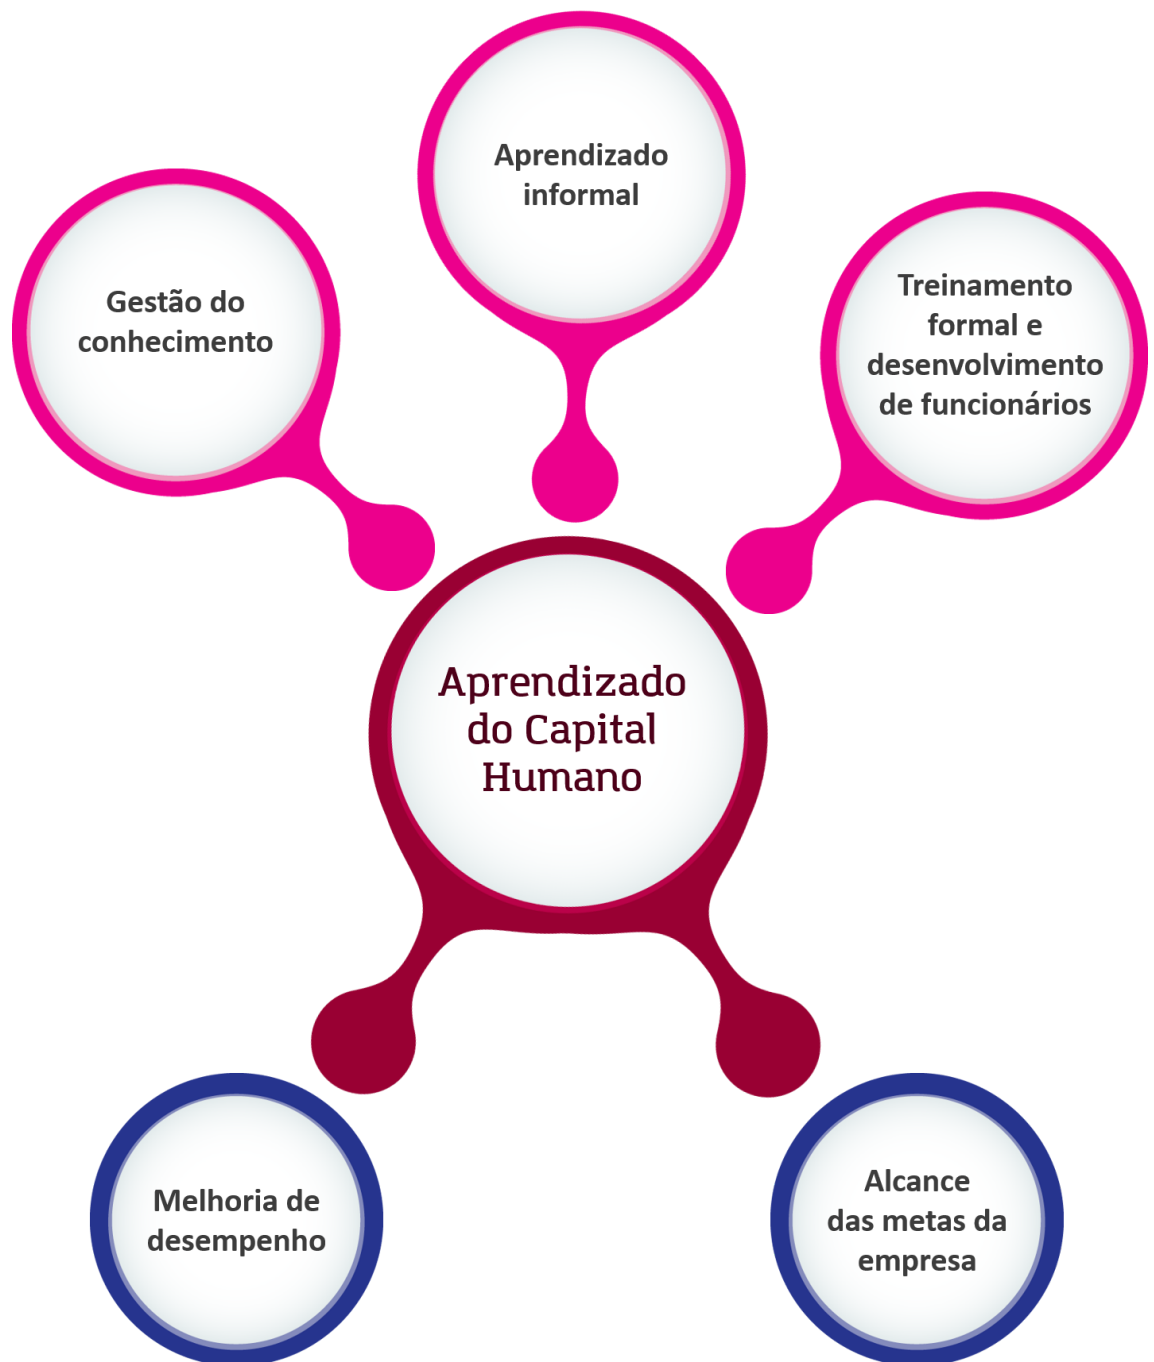 Aprendizado
informal
Gestão do
conhecimento
Treinamento
formal e
desenvolvimento
de funcionários
Aprendizado
do Capital
Humano
Melhoria de
desempenho
Alcance
das metas da
empresa